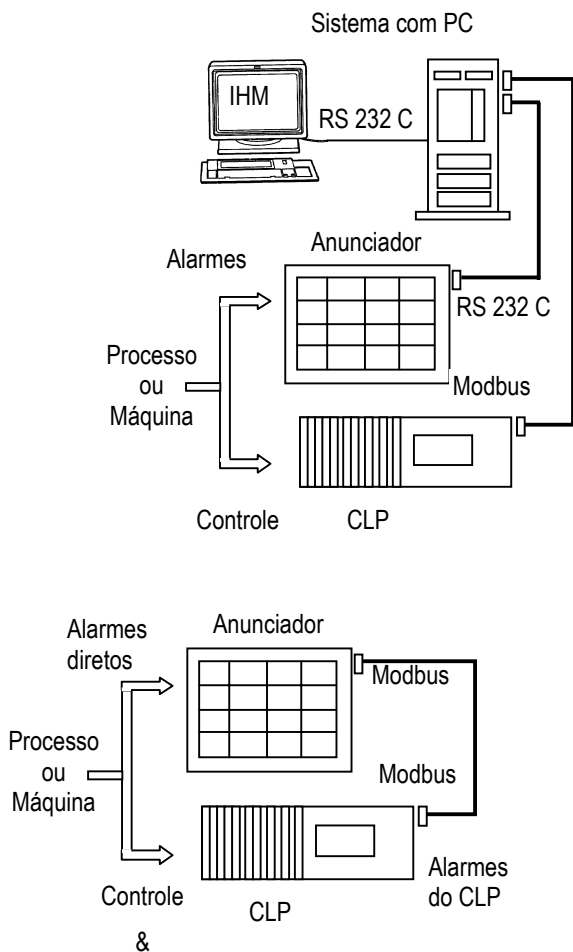 Sistema com PC
IHM
RS 232 C
Anunciador
Alarmes
RS 232 C
Processo
ou
Máquina
Modbus
Controle
CLP
Alarmes
diretos
Anunciador
Modbus
Processo
ou
Máquina
Modbus
Controle
&
CLP
Alarmes
do CLP